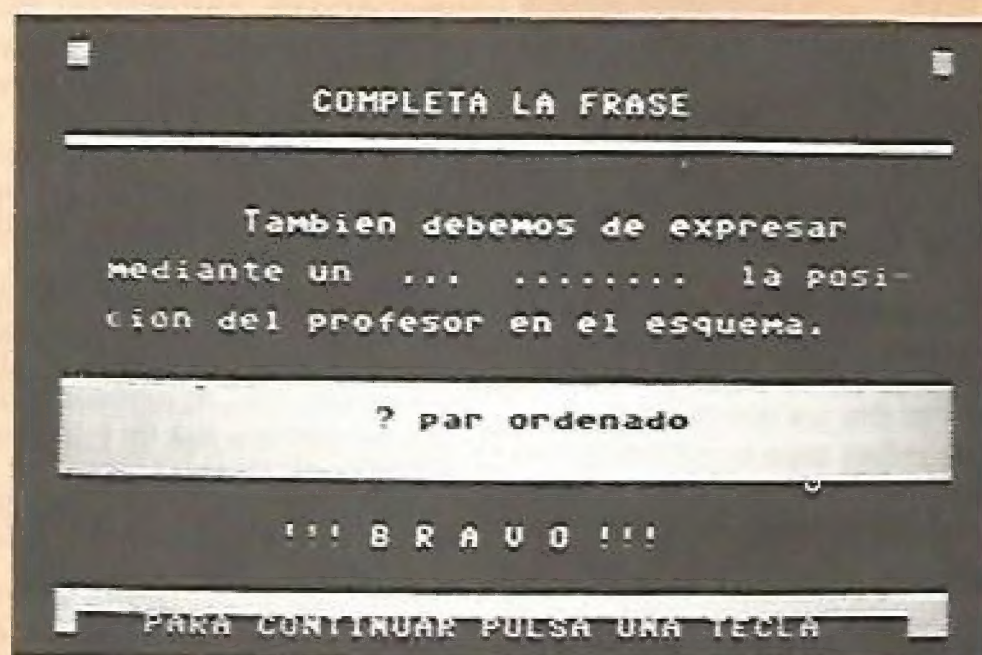 COMPLETA LA FRASE
Tambien debemos de expresar
mediante un ... ........ la posi-
cion del profesor en el esquema.
? par ordenado
!!! B R A V O !!!
PARA CONTINUAR PULSA UNA TECLA